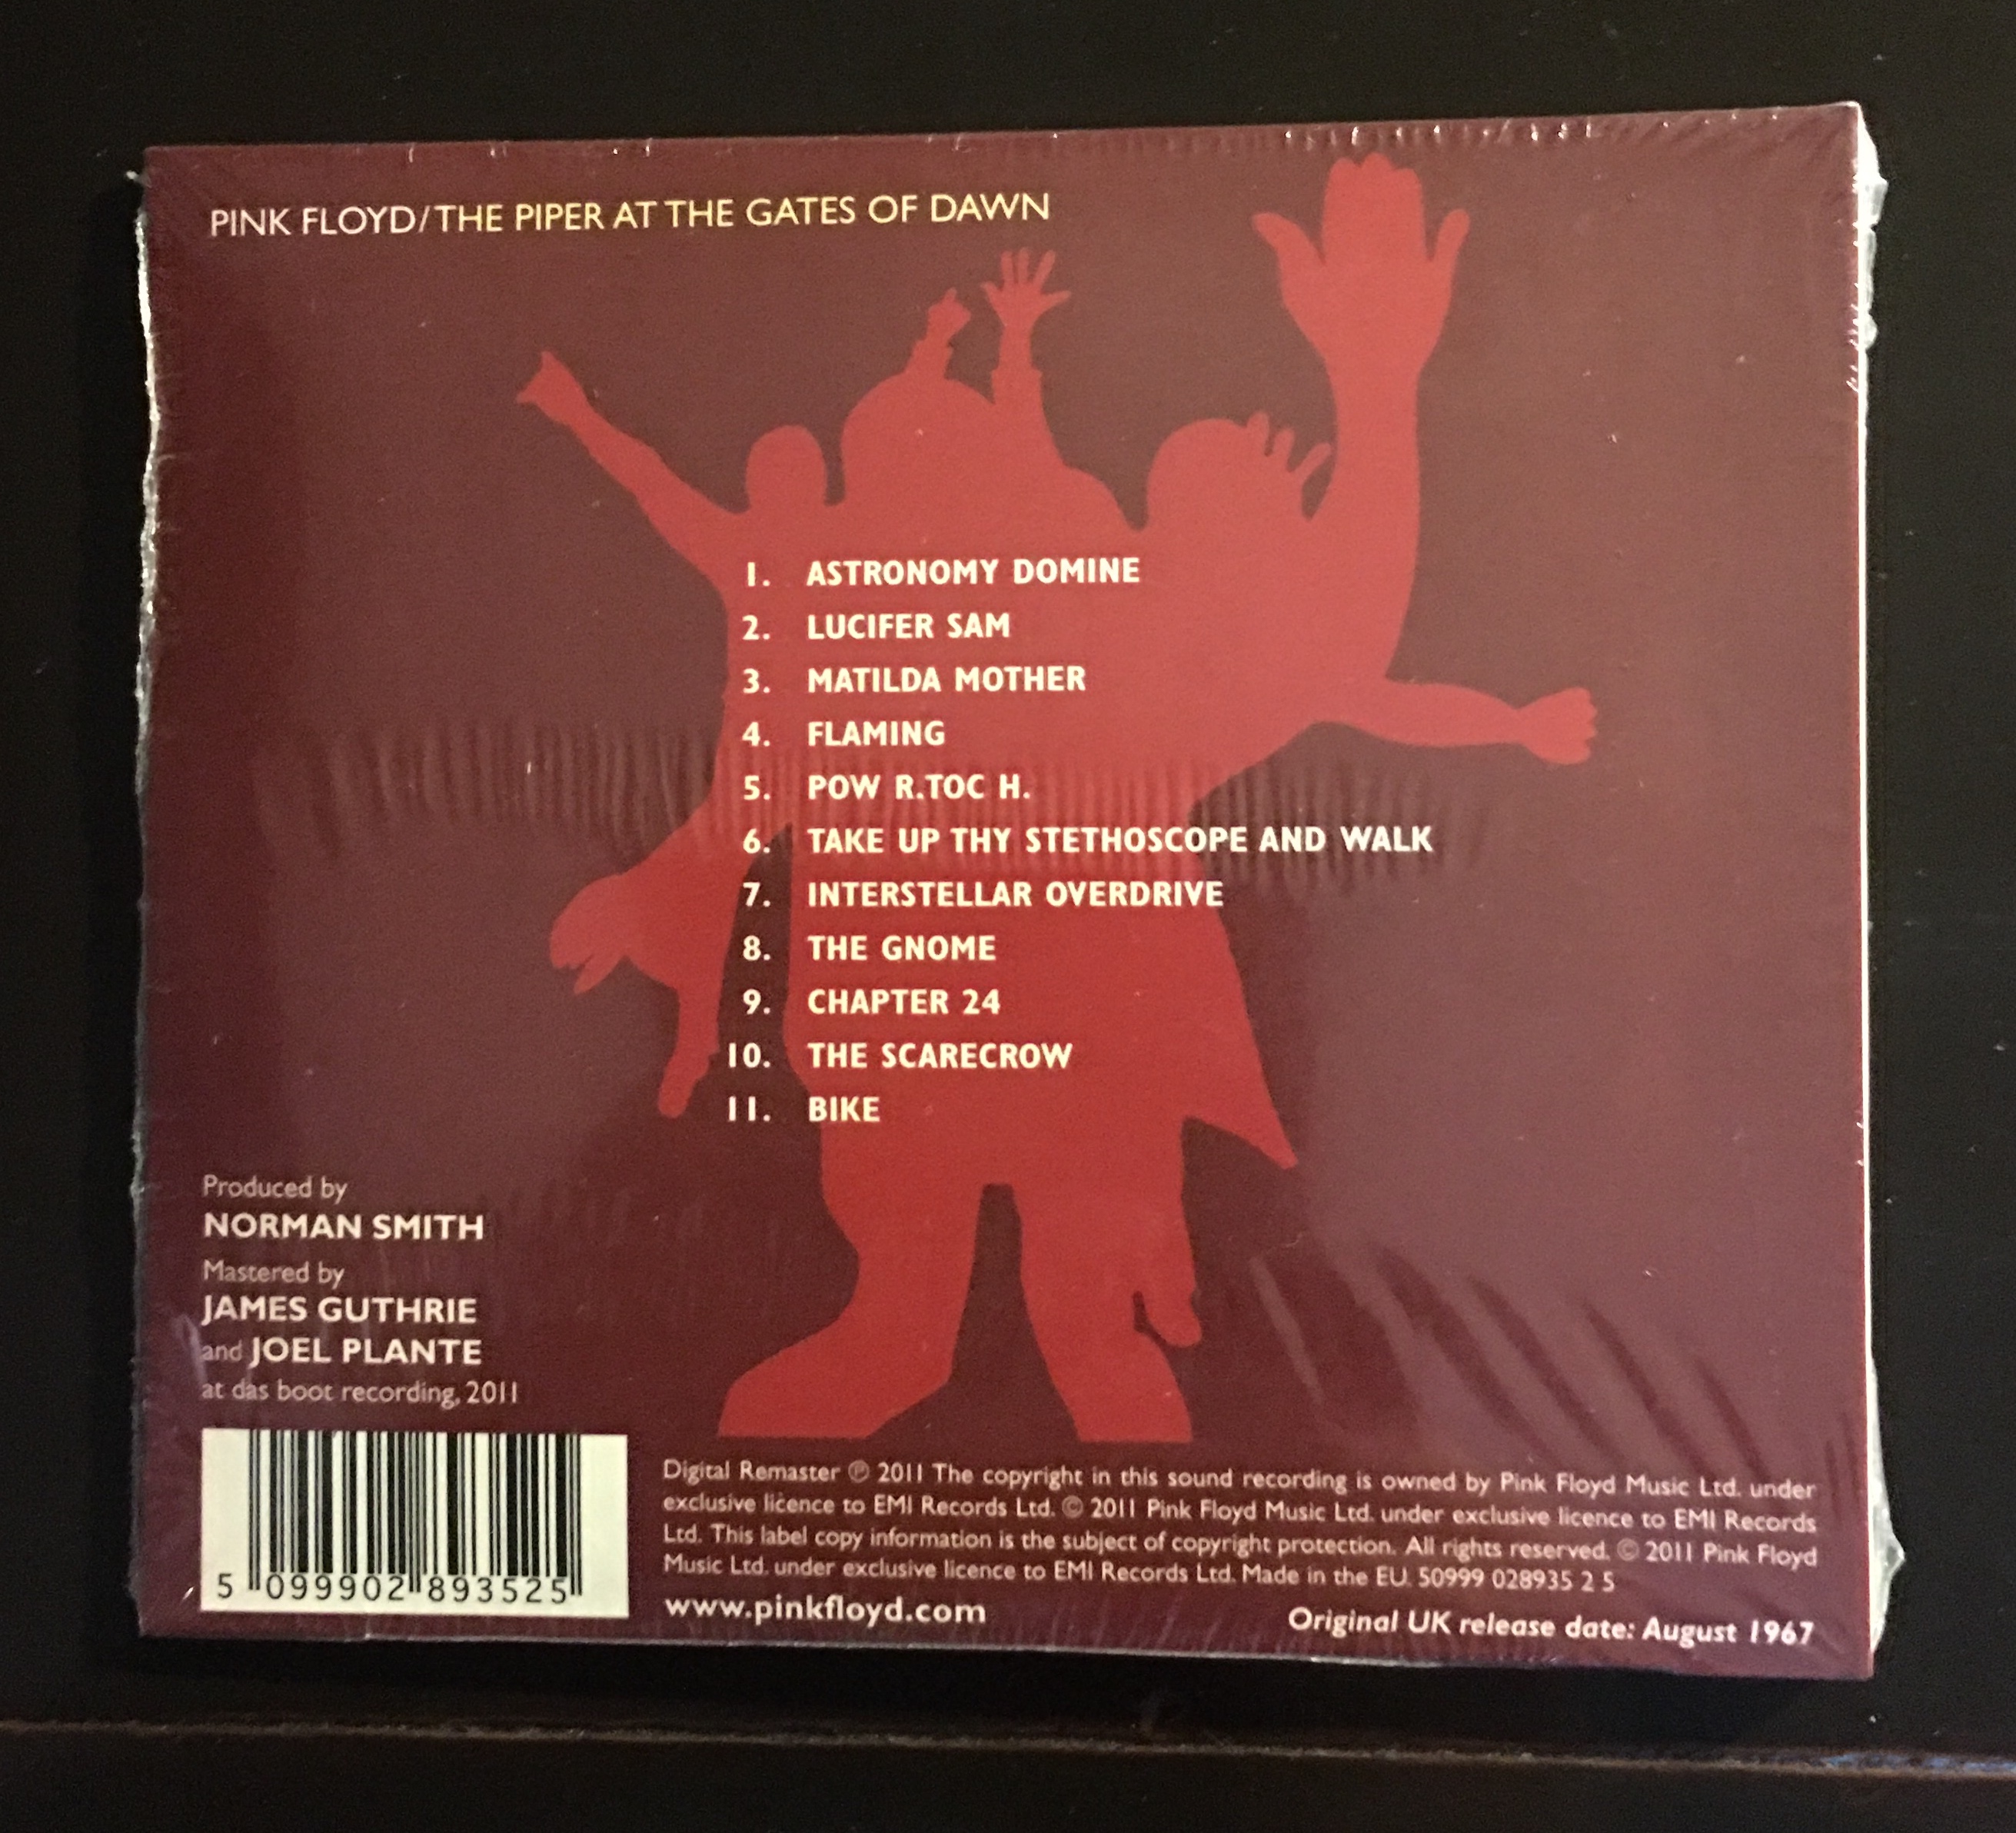 PINK FLOYD/THE PIPER AT THE GATES OF DAWN
1. ASTRONOMY DOMINE
2. LUCIFER SAM
3. MATILDA MOTHER
4. FLAMING
5. POW R.TOC H.
6. TAKE UP THY STETHOSCOPE AND WALK
7. INTERSTELLAR OVERDRIVE
8. THE GNOME
9. CHAPTER 24
10. THE SCARECROW
11. BIKE
Produced by
NORMAN SMITH
Mastered by
JAMES GUTHRIE
and JOEL PLANTE
at das boot recording, 2011
5 099902 893525
Digital Remaster ℗ 2011 The copyright in this sound recording is owned by Pink Floyd Music Ltd. under
exclusive licence to EMI Records Ltd. © 2011 Pink Floyd Music Ltd. under exclusive licence to EMI Records
Ltd. This label copy information is the subject of copyright protection. All rights reserved. © 2011 Pink Floyd
Music Ltd. under exclusive licence to EMI Records Ltd. Made in the EU. 50999 028935 2 5
www.pinkfloyd.com
Original UK release date: August 1967